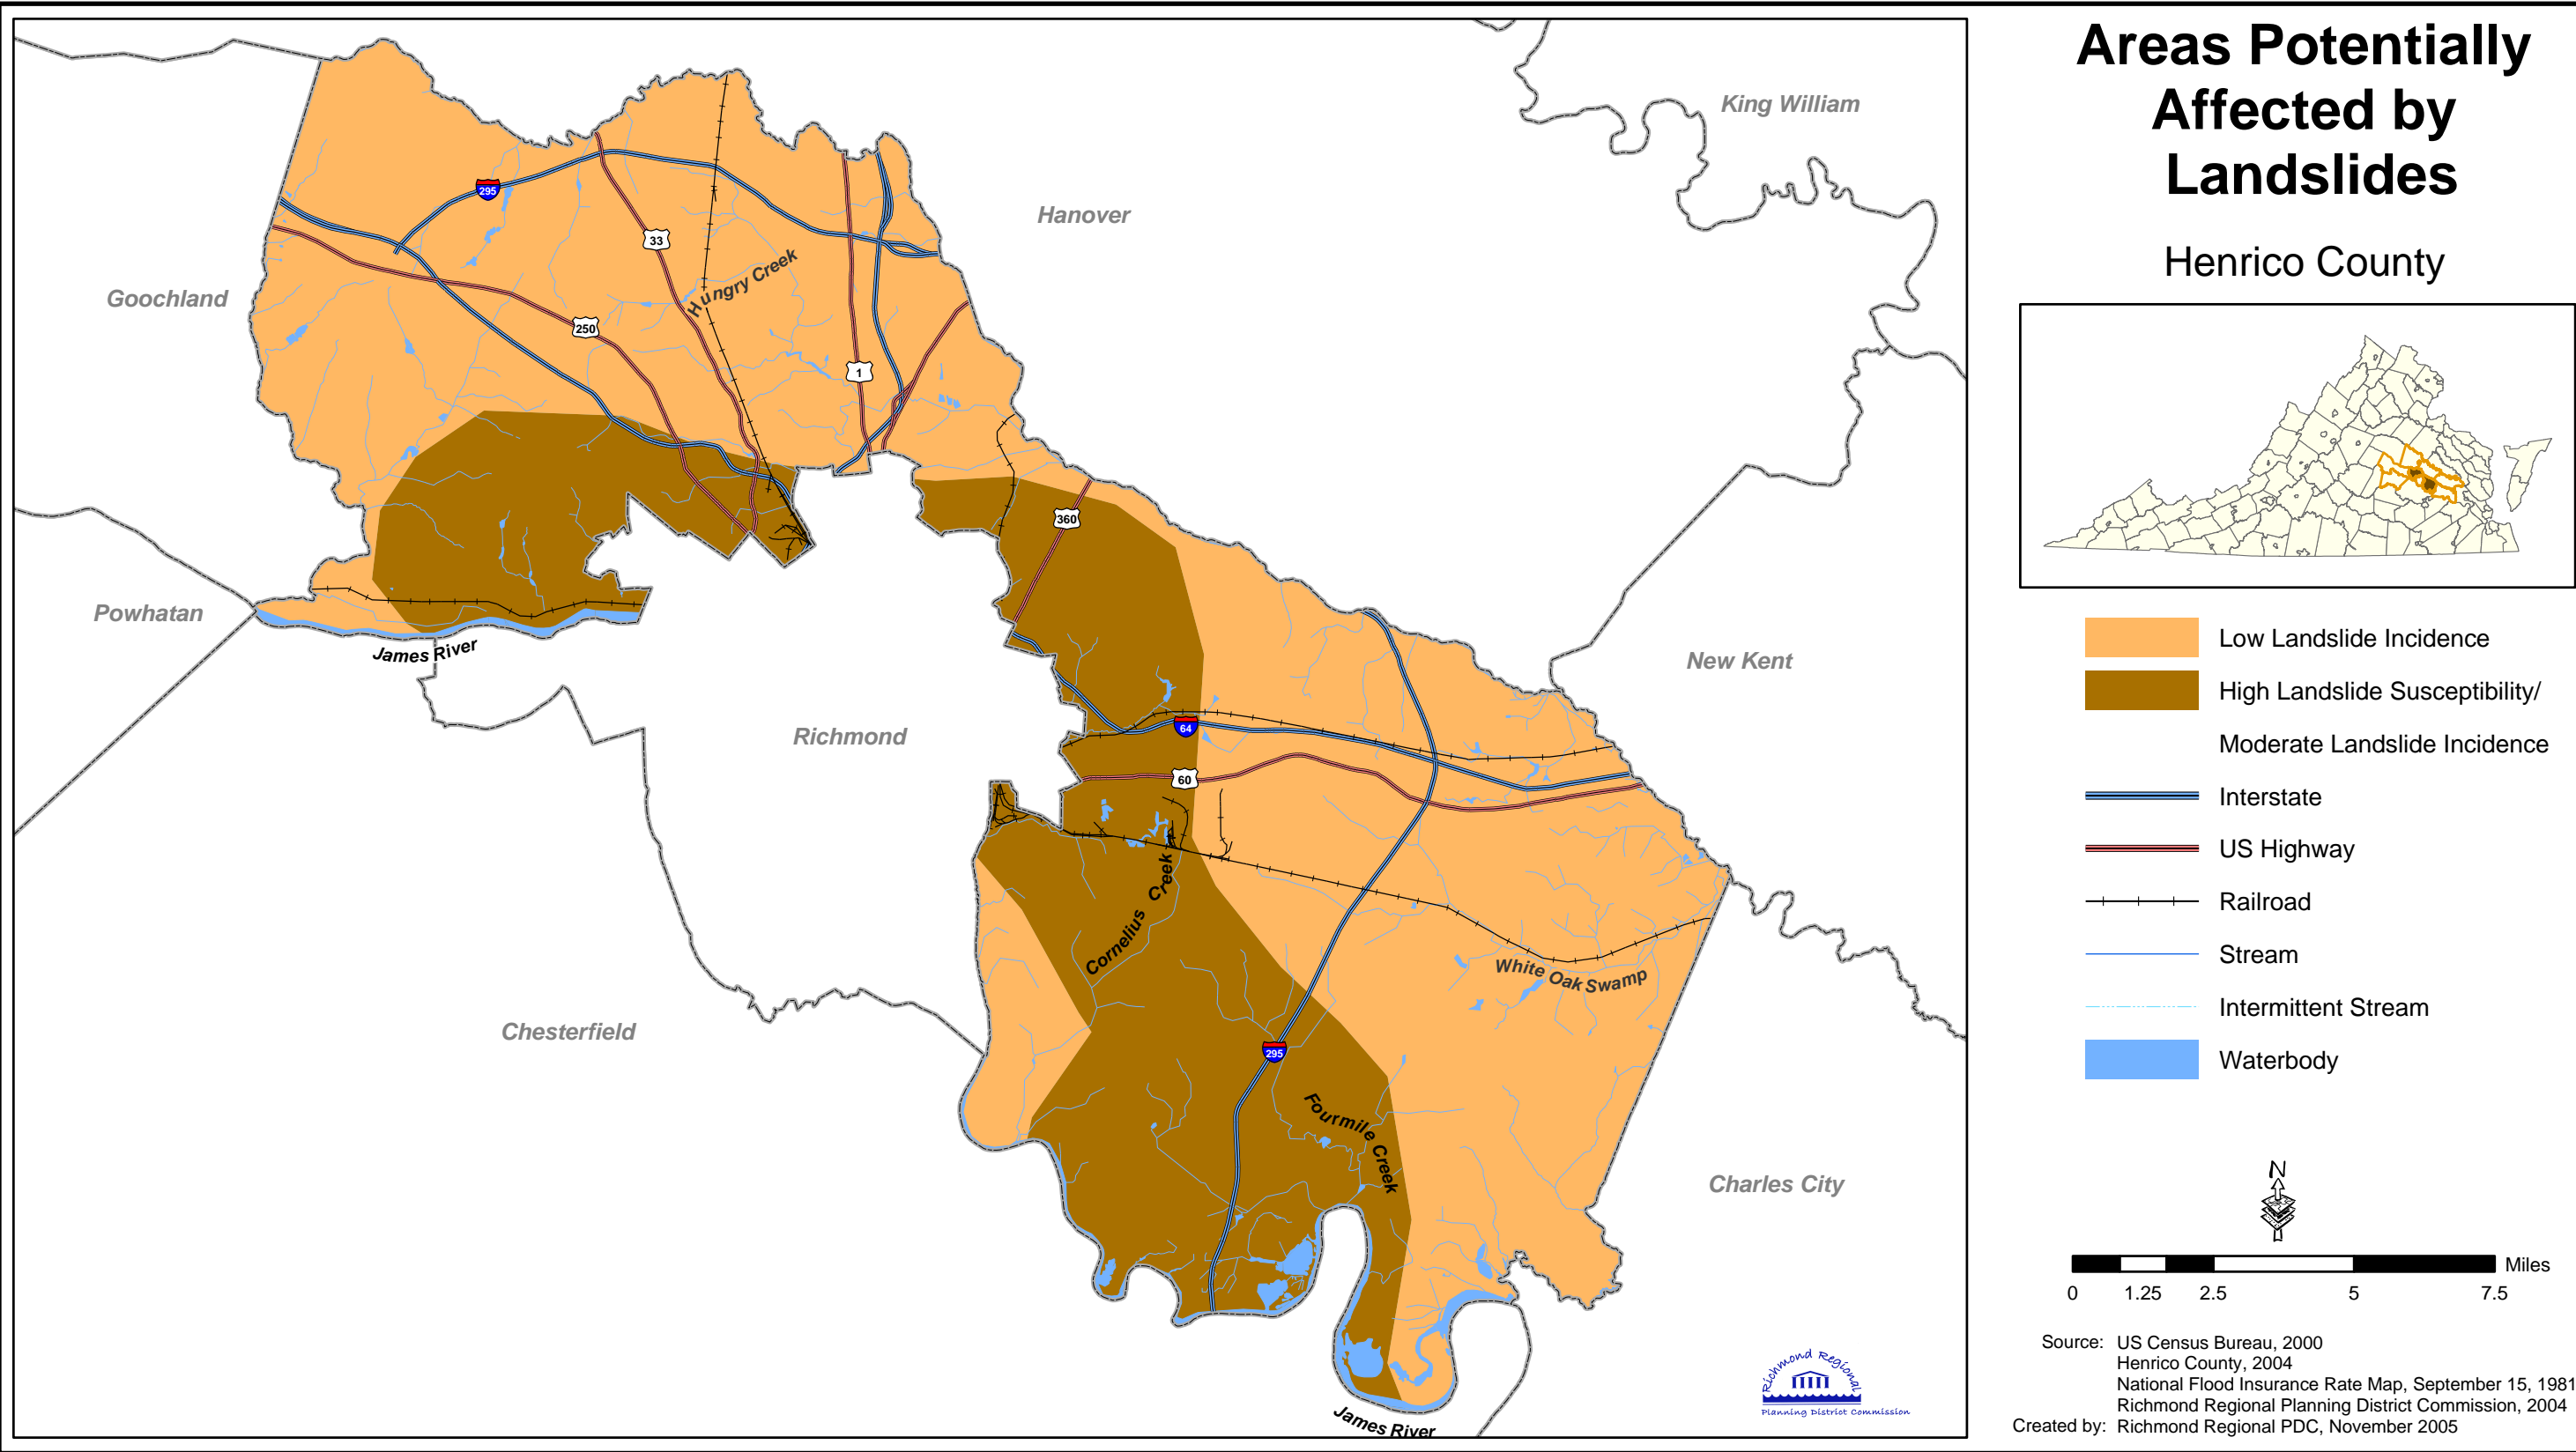 Areas Potentially
Affected by
Landslides
Henrico County
King William
Hanover
Goochland
Powhatan
Richmond
New Kent
Chesterfield
Charles City
295
33
250
1
360
64
60
295
Hungry Creek
James River
Cornelius Creek
White Oak Swamp
Fourmile Creek
James River
Low Landslide Incidence
High Landslide Susceptibility/
Moderate Landslide Incidence
Interstate
US Highway
Railroad
Stream
Intermittent Stream
Waterbody
N
Miles
0 1.25 2.5 5 7.5
Source: US Census Bureau, 2000
Henrico County, 2004
National Flood Insurance Rate Map, September 15, 1981
Richmond Regional Planning District Commission, 2004
Created by: Richmond Regional PDC, November 2005
Richmond Regional
Planning District Commission